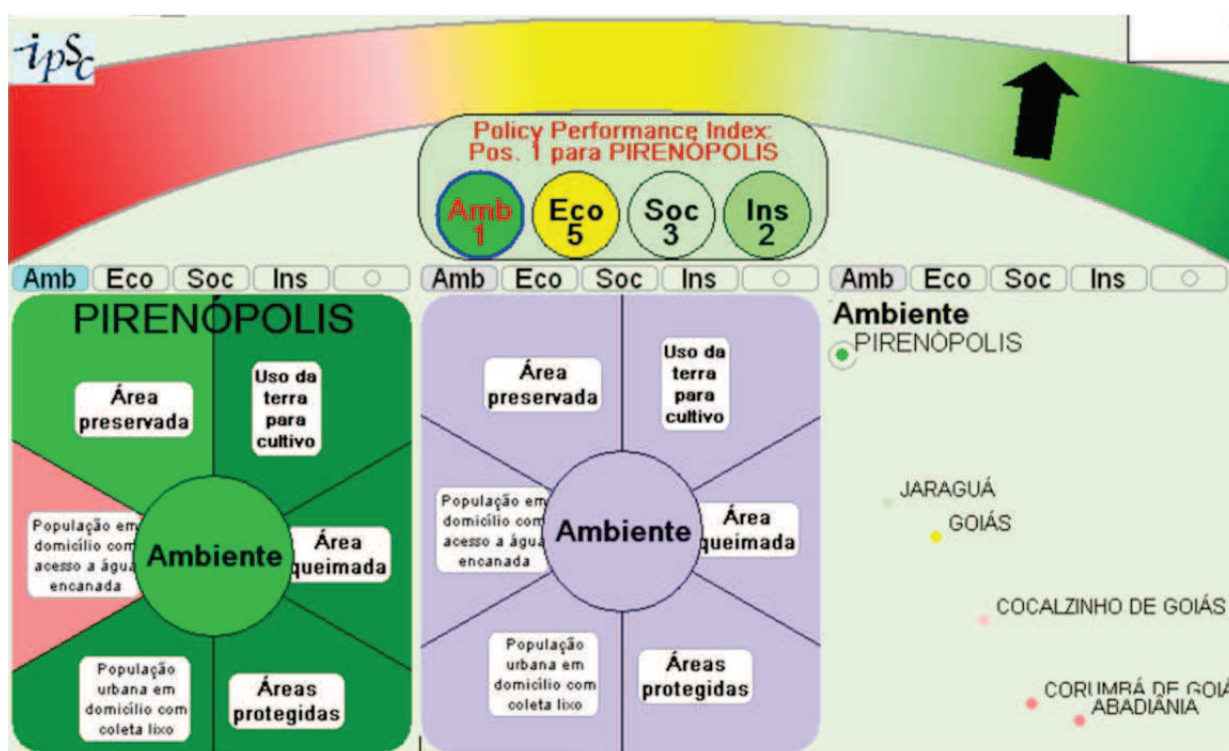 ipSc
Policy Performance Index:
Pos. 1 para PIRENÓPOLIS
Amb
1
Eco
5
Soc
3
Ins
2
Amb Eco Soc Ins
Amb Eco Soc Ins
Amb Eco Soc Ins
PIRENÓPOLIS
Área
preservada
Uso da
terra
para
cultivo
População em
domicílio com
acesso a água
encanada
Ambiente
Área
queimada
População
urbana em
domicílio com
coleta lixo
Áreas
protegidas
Área
preservada
Uso da
terra
para
cultivo
População em
domicílio com
acesso a água
encanada
Ambiente
Área
queimada
População
urbana em
domicílio com
coleta lixo
Áreas
protegidas
Ambiente
PIRENÓPOLIS
JARAGUÁ
GOIÁS
COCALZINHO DE GOIÁS
CORUMBÁ DE GOIÁ
ABADIÂNIA